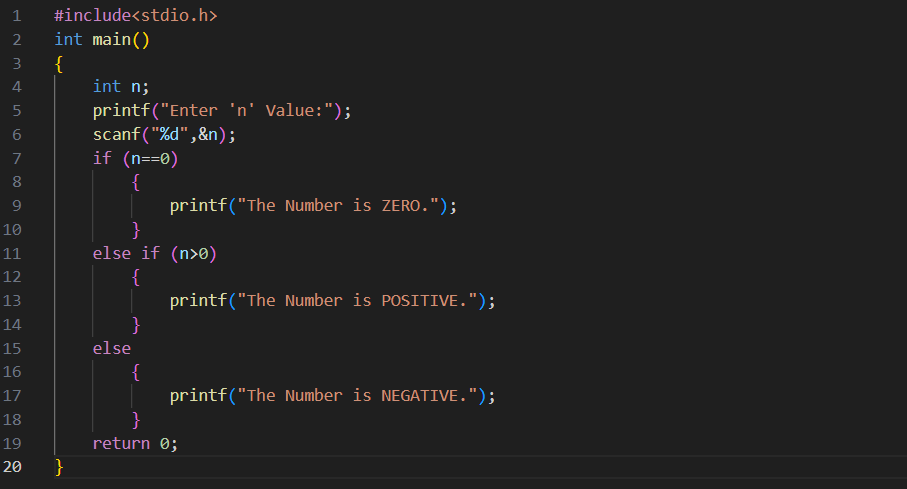 1 #include<stdio.h>
2 int main()
3 {
4     int n;
5     printf("Enter 'n' Value:");
6     scanf("%d",&n);
7     if (n==0)
8         {
9             printf("The Number is ZERO.");
10         }
11     else if (n>0)
12         {
13             printf("The Number is POSITIVE.");
14         }
15     else
16         {
17             printf("The Number is NEGATIVE.");
18         }
19     return 0;
20 }